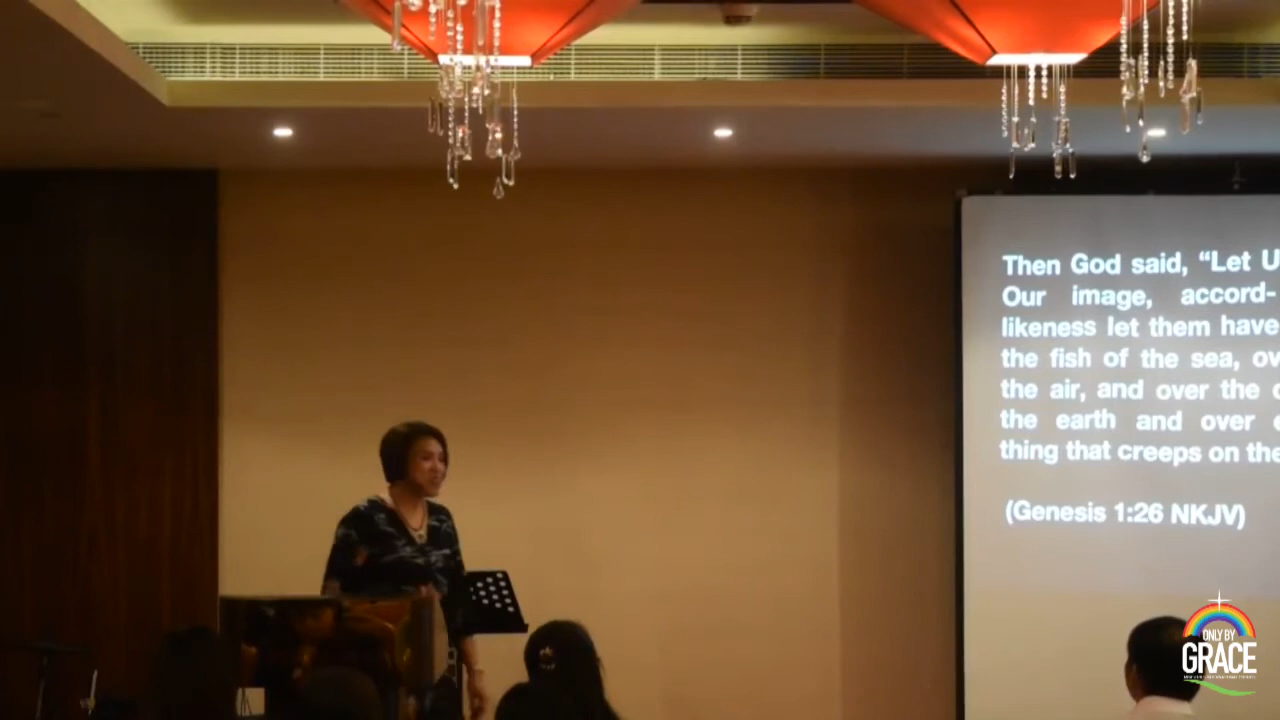 Then God said, “Let U
Our image, accord-
likeness let them have
the fish of the sea, ov
the air, and over the c
the earth and over e
thing that creeps on the
(Genesis 1:26 NKJV)
ONLY BY
GRACE